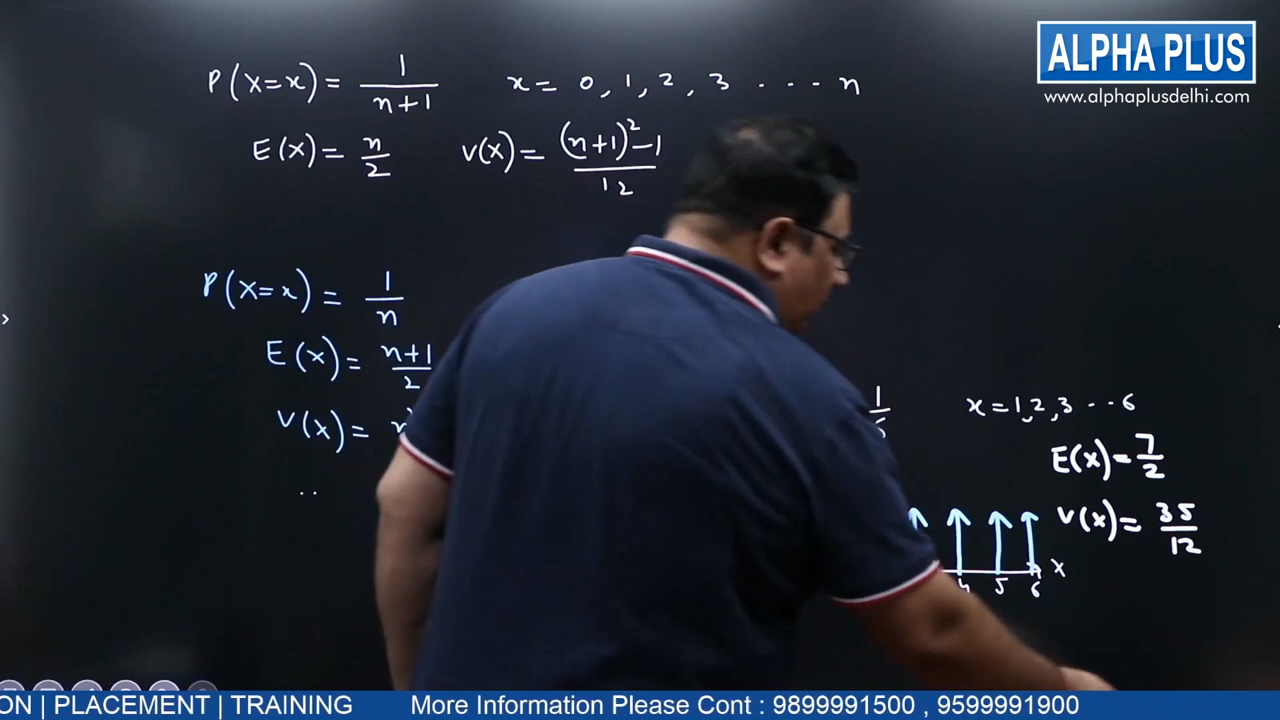 ALPHA PLUS
www.alphaplusdelhi.com
P(X=x) = 1/(n+1) x = 0, 1, 2, 3 ... n
E(X) = n/2 V(X) = ((n+1)²-1)/12
P(X=x) = 1/n
E(X) = (n+1)/2
V(X) =
x = 1, 2, 3 ... 6
E(X) = 7/2
V(X) = 35/12
4 5 6 x
ON | PLACEMENT | TRAINING More Information Please Cont : 9899991500 , 9599991900